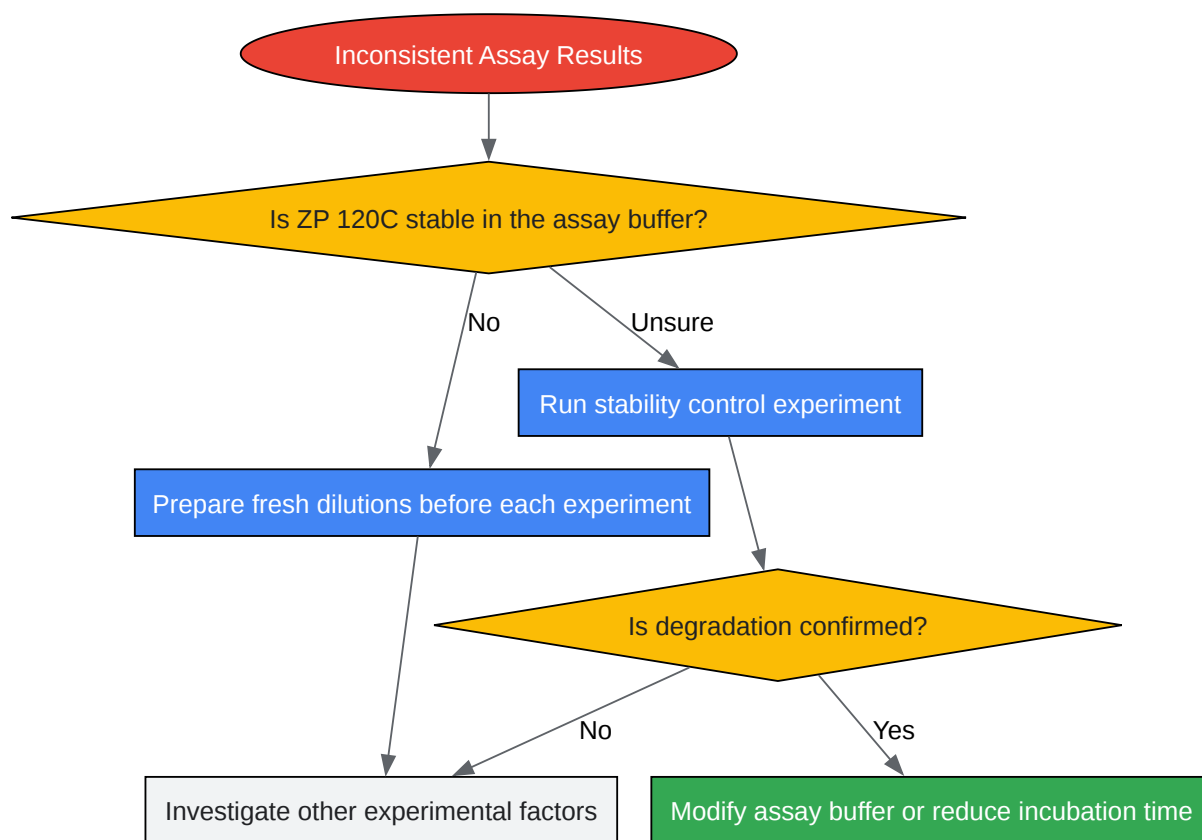 Inconsistent Assay Results
Is ZP 120C stable in the assay buffer?
No
Unsure
Run stability control experiment
Prepare fresh dilutions before each experiment
Is degradation confirmed?
No
Yes
Investigate other experimental factors
Modify assay buffer or reduce incubation time